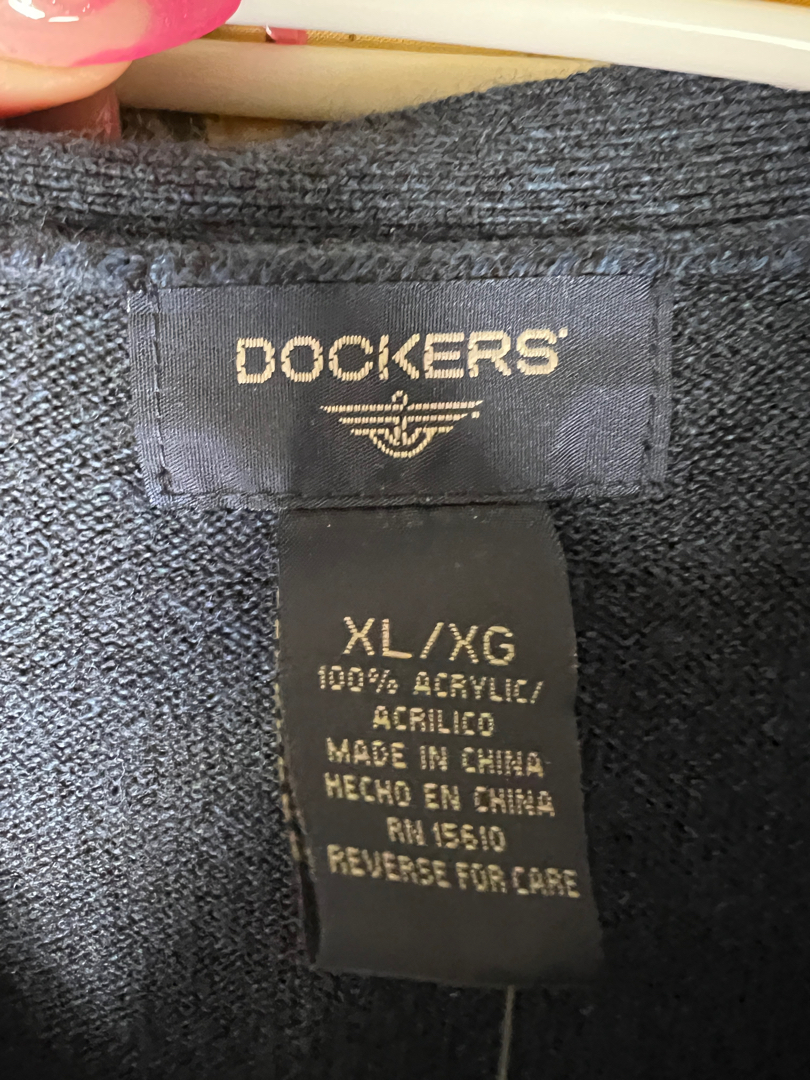 DOCKERS
XL/XG
100% ACRYLIC/
ACRILICO
MADE IN CHINA
HECHO EN CHINA
RN 15610
REVERSE FOR CARE